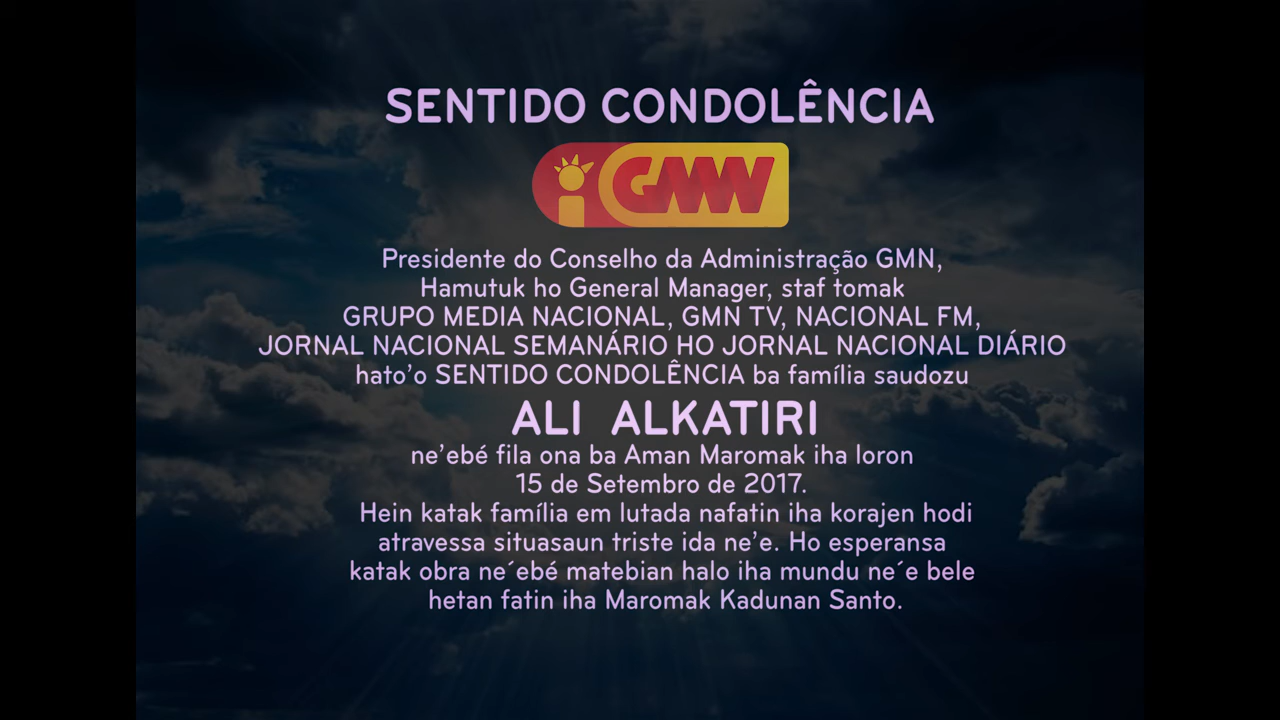 SENTIDO CONDOLÊNCIA
GMN
Presidente do Conselho da Administração GMN,
Hamutuk ho General Manager, staf tomak
GRUPO MEDIA NACIONAL, GMN TV, NACIONAL FM,
JORNAL NACIONAL SEMANÁRIO HO JORNAL NACIONAL DIÁRIO
hato’o SENTIDO CONDOLÊNCIA ba família saudozu
ALI ALKATIRI
ne’ebé fila ona ba Aman Maromak iha loron
15 de Setembro de 2017.
Hein katak família em lutada nafatin iha korajen hodi
atravessa situasaun triste ida ne’e. Ho esperansa
katak obra ne´ebé matebian halo iha mundu ne´e bele
hetan fatin iha Maromak Kadunan Santo.